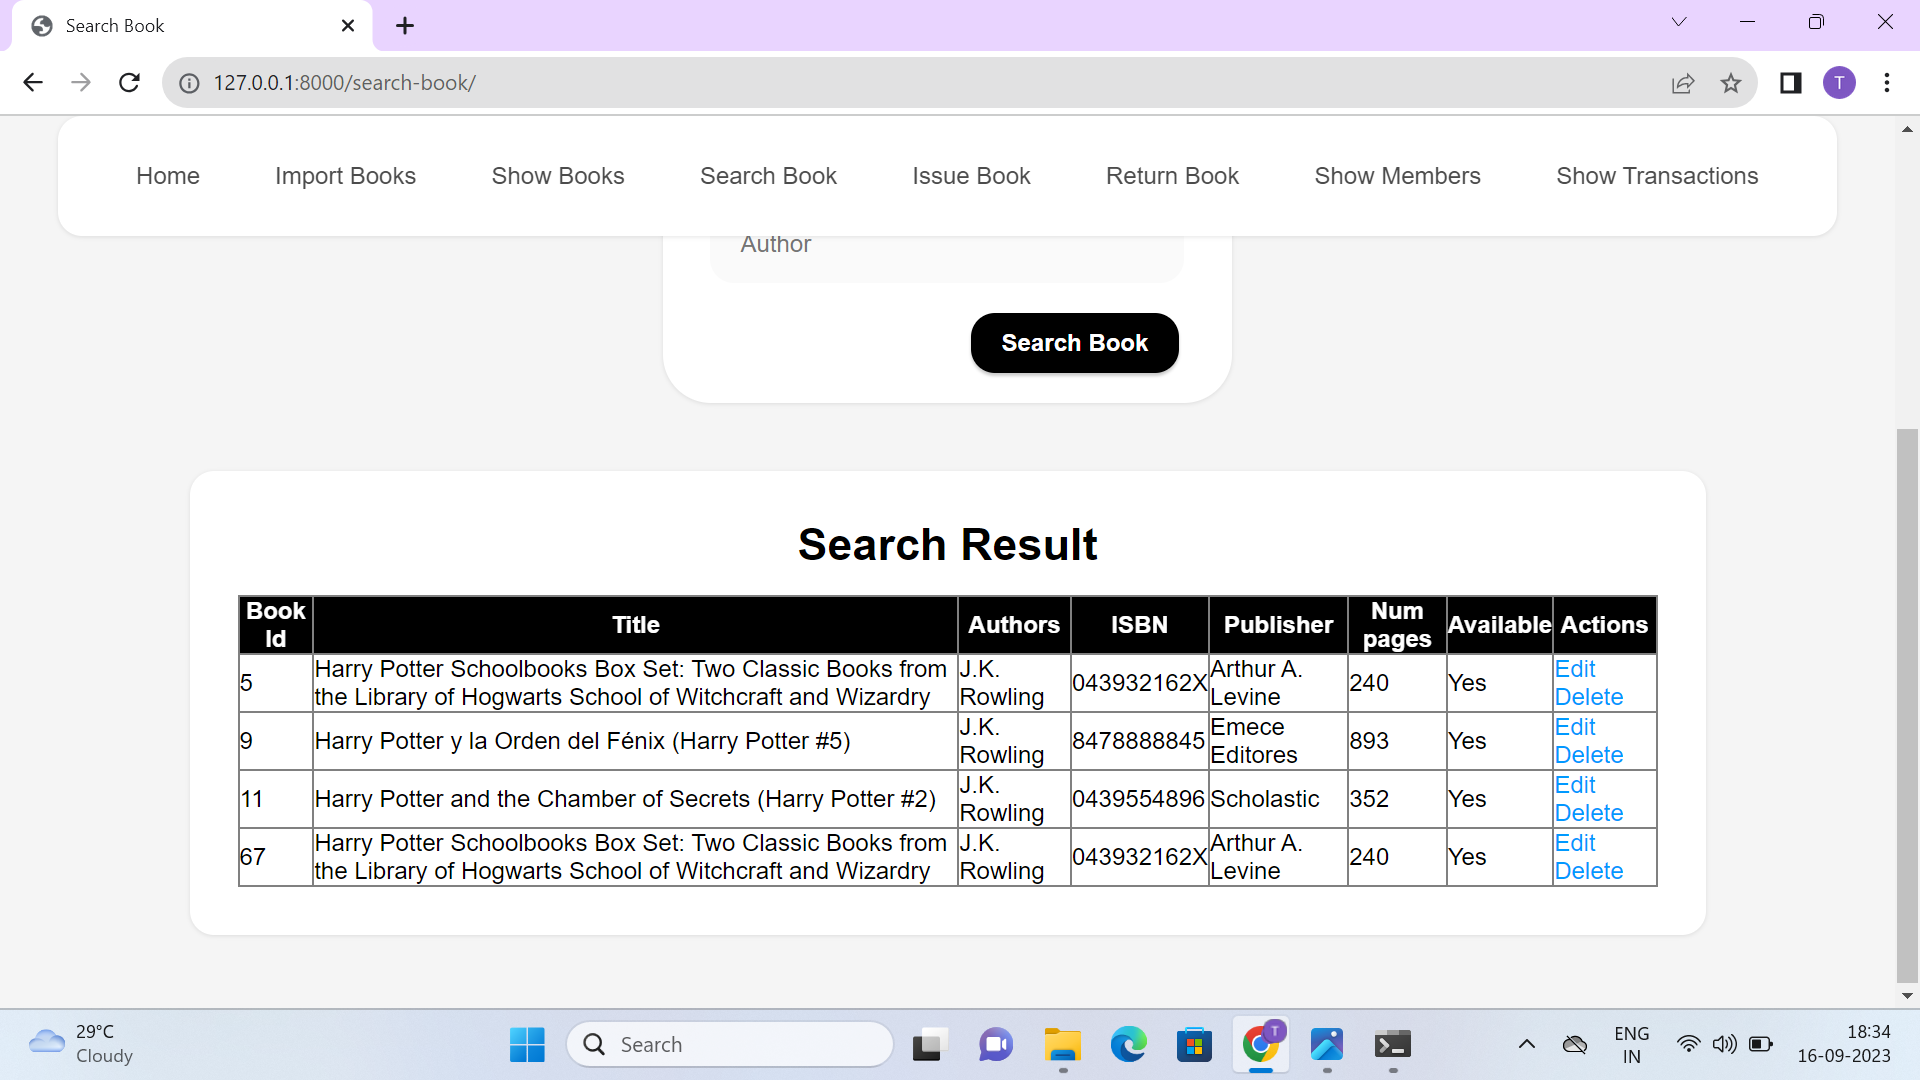 Search Book
127.0.0.1:8000/search-book/
T
Home Import Books Show Books Search Book Issue Book Return Book Show Members Show Transactions
Author
Search Book
Search Result
Book Id Title Authors ISBN Publisher Num pages Available Actions
5 Harry Potter Schoolbooks Box Set: Two Classic Books from the Library of Hogwarts School of Witchcraft and Wizardry J.K. Rowling 043932162X Arthur A. Levine 240 Yes Edit Delete
9 Harry Potter y la Orden del Fénix (Harry Potter #5) J.K. Rowling 8478888845 Emece Editores 893 Yes Edit Delete
11 Harry Potter and the Chamber of Secrets (Harry Potter #2) J.K. Rowling 0439554896 Scholastic 352 Yes Edit Delete
67 Harry Potter Schoolbooks Box Set: Two Classic Books from the Library of Hogwarts School of Witchcraft and Wizardry J.K. Rowling 043932162X Arthur A. Levine 240 Yes Edit Delete
29°C
Cloudy
Search
T
ENG
IN
18:34
16-09-2023